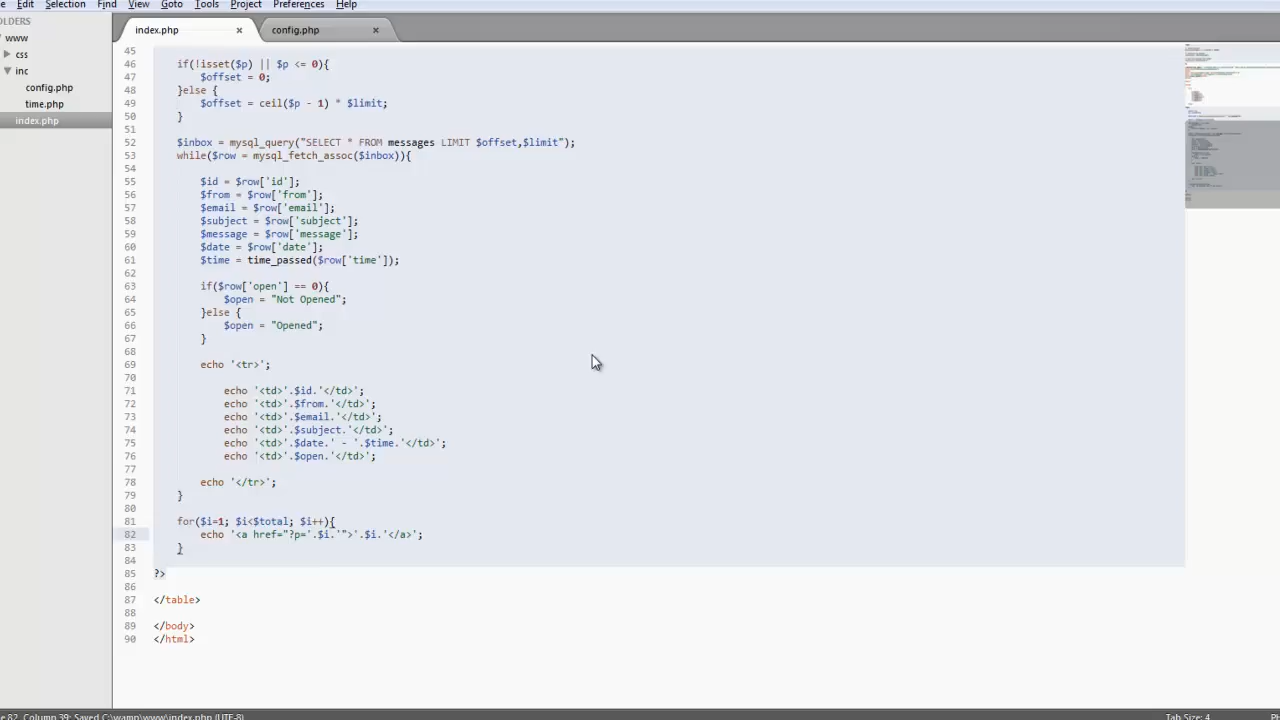 Edit Selection Find View Goto Tools Project Preferences Help
OLDERS
www
css
inc
config.php
time.php
index.php
index.php × config.php ×
45
46 if(!isset($p) || $p <= 0){
47 $offset = 0;
48 }else {
49 $offset = ceil($p - 1) * $limit;
50 }
51
52 $inbox = mysql_query("SELECT * FROM messages LIMIT $offset,$limit");
53 while($row = mysql_fetch_assoc($inbox)){
54
55 $id = $row['id'];
56 $from = $row['from'];
57 $email = $row['email'];
58 $subject = $row['subject'];
59 $message = $row['message'];
60 $date = $row['date'];
61 $time = time_passed($row['time']);
62
63 if($row['open'] == 0){
64 $open = "Not Opened";
65 }else {
66 $open = "Opened";
67 }
68
69 echo '<tr>';
70
71 echo '<td>'.$id.'</td>';
72 echo '<td>'.$from.'</td>';
73 echo '<td>'.$email.'</td>';
74 echo '<td>'.$subject.'</td>';
75 echo '<td>'.$date.' - '.$time.'</td>';
76 echo '<td>'.$open.'</td>';
77
78 echo '</tr>';
79 }
80
81 for($i=1; $i<$total; $i++){
82 echo '<a href="?p='.$i.'">'.$i.'</a>';
83 }
84
85 ?>
86
87 </table>
88
89 </body>
90 </html>
82, Column 39; Saved C:\wamp\www\index.php (UTF-8) Tab Size: 4